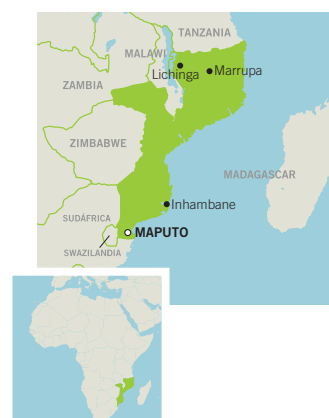 TANZANIA
MALAWI
Lichinga
Marrupa
ZAMBIA
ZIMBABWE
MADAGASCAR
Inhambane
SUDÁFRICA
MAPUTO
SWAZILANDIA